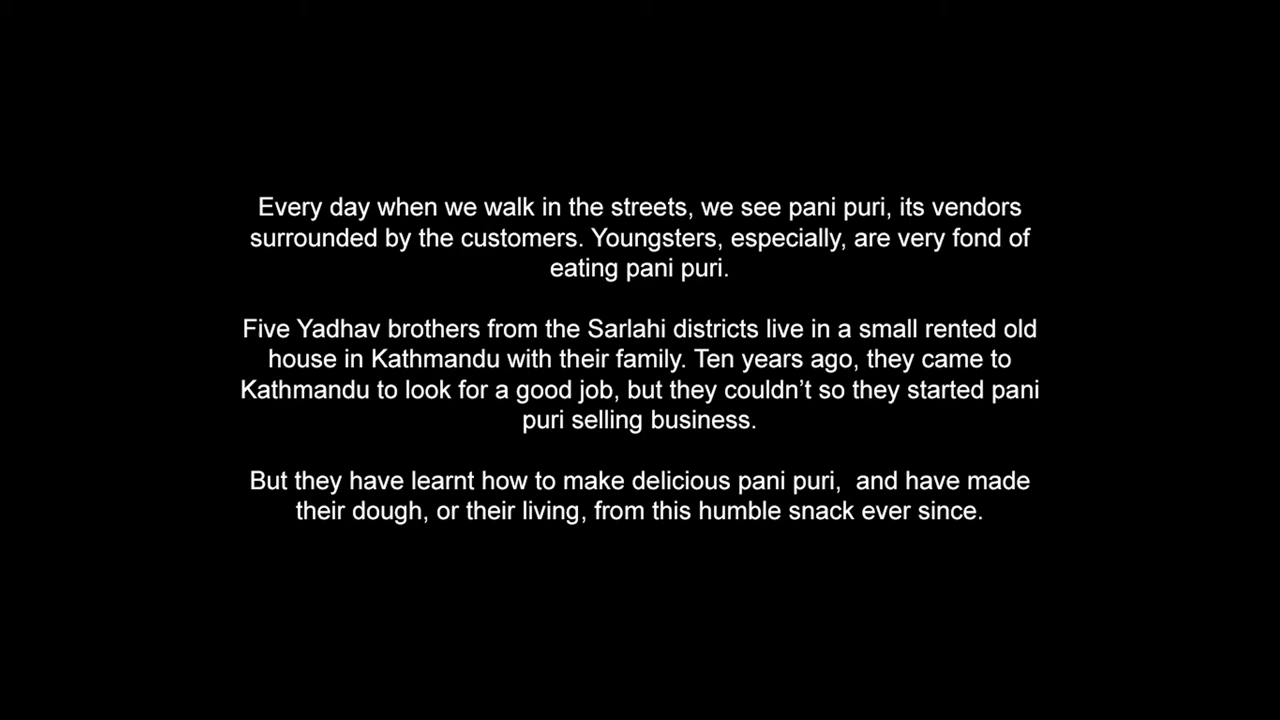 Every day when we walk in the streets, we see pani puri, its vendors
surrounded by the customers. Youngsters, especially, are very fond of
eating pani puri.
Five Yadhav brothers from the Sarlahi districts live in a small rented old
house in Kathmandu with their family. Ten years ago, they came to
Kathmandu to look for a good job, but they couldn’t so they started pani
puri selling business.
But they have learnt how to make delicious pani puri,  and have made
their dough, or their living, from this humble snack ever since.